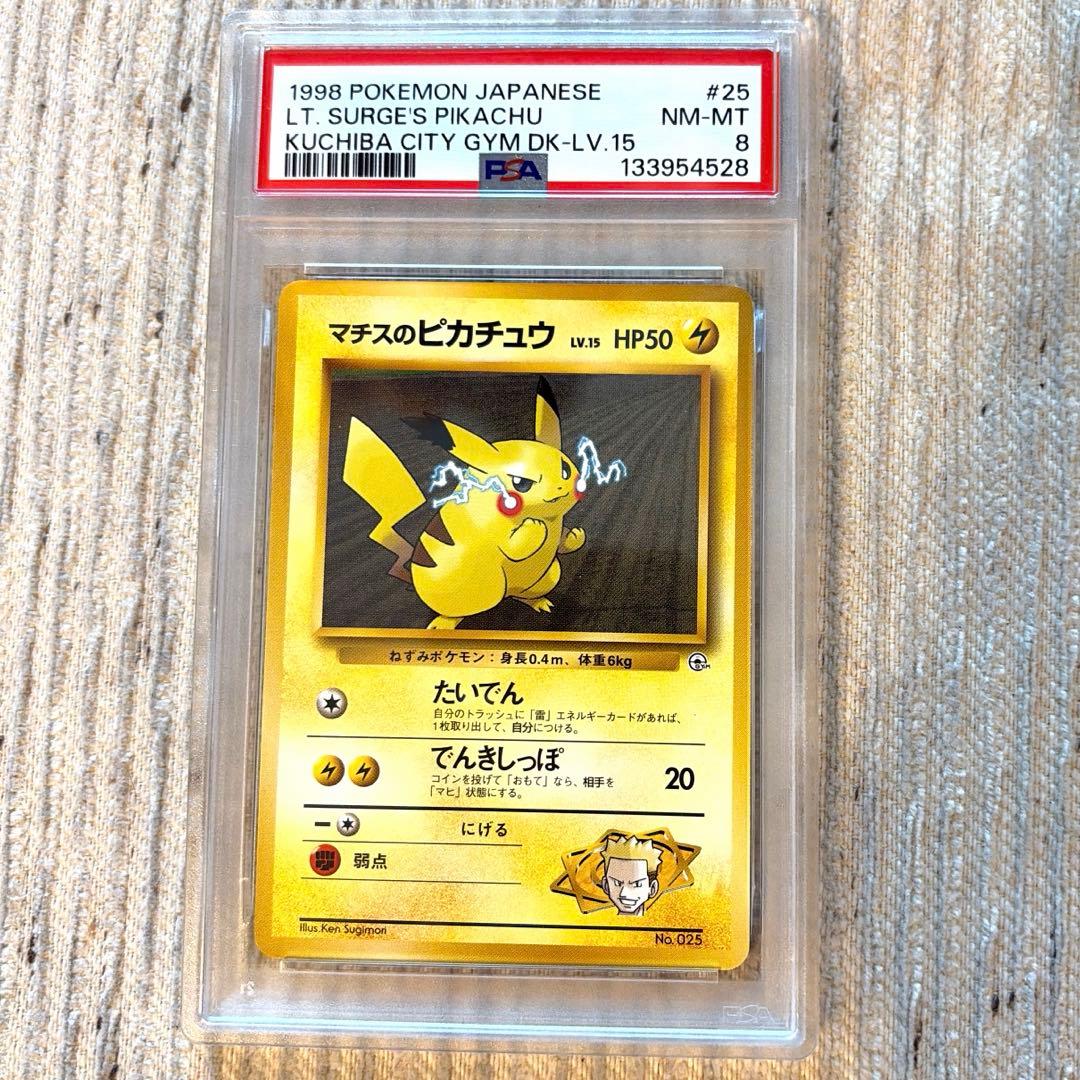 1998 POKEMON JAPANESE #25
LT. SURGE'S PIKACHU NM-MT
KUCHIBA CITY GYM DK-LV.15 8
PSA 133954528
マチスのピカチュウ LV.15 HP50
ねずみポケモン：身長0.4m、体重6kg
GYM
たいでん
自分のトラッシュに「雷」エネルギーカードがあれば、
1枚取り出して、自分につける。
でんきしっぽ 20
コインを投げて「おもて」なら、相手を
「マヒ」状態にする。
にげる
弱点
Illus.Ken Sugimori No. 025
PSA